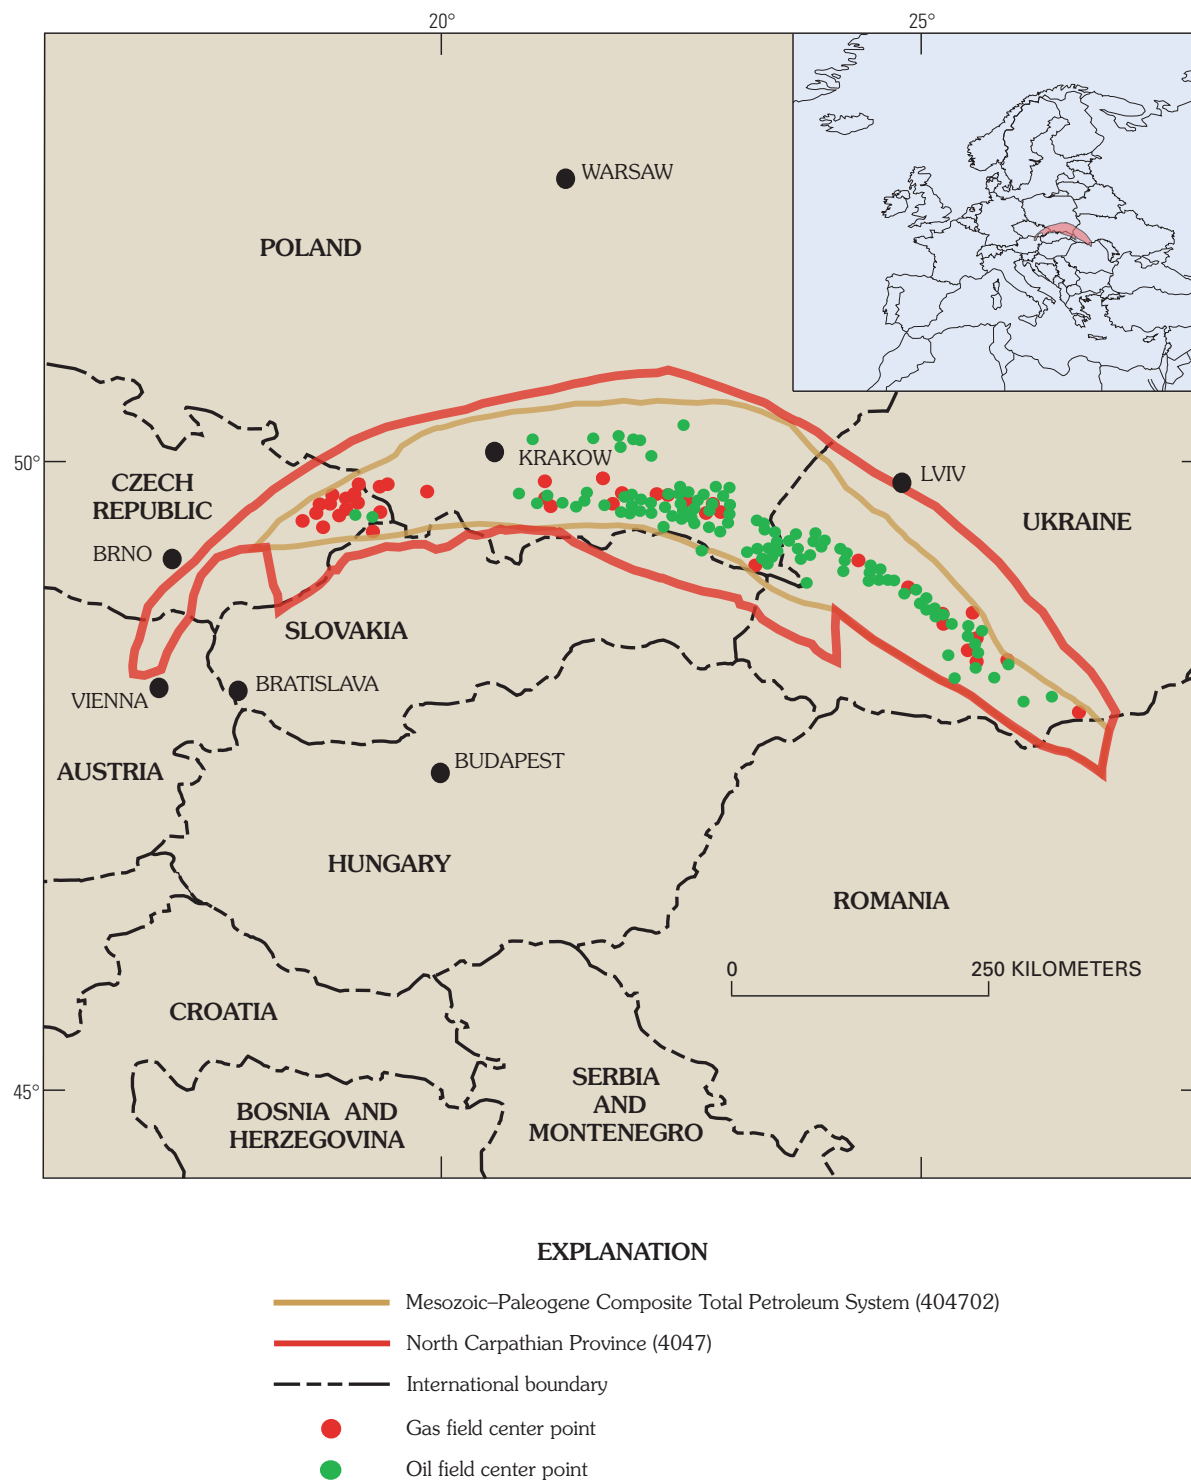 20°
25°
WARSAW
POLAND
50°
KRAKOW
LVIV
CZECH
REPUBLIC
UKRAINE
BRNO
SLOVAKIA
BRATISLAVA
VIENNA
BUDAPEST
AUSTRIA
HUNGARY
ROMANIA
0
250 KILOMETERS
CROATIA
45°
SERBIA
AND
MONTENEGRO
BOSNIA AND
HERZEGOVINA
EXPLANATION
Mesozoic–Paleogene Composite Total Petroleum System (404702)
North Carpathian Province (4047)
International boundary
Gas field center point
Oil field center point